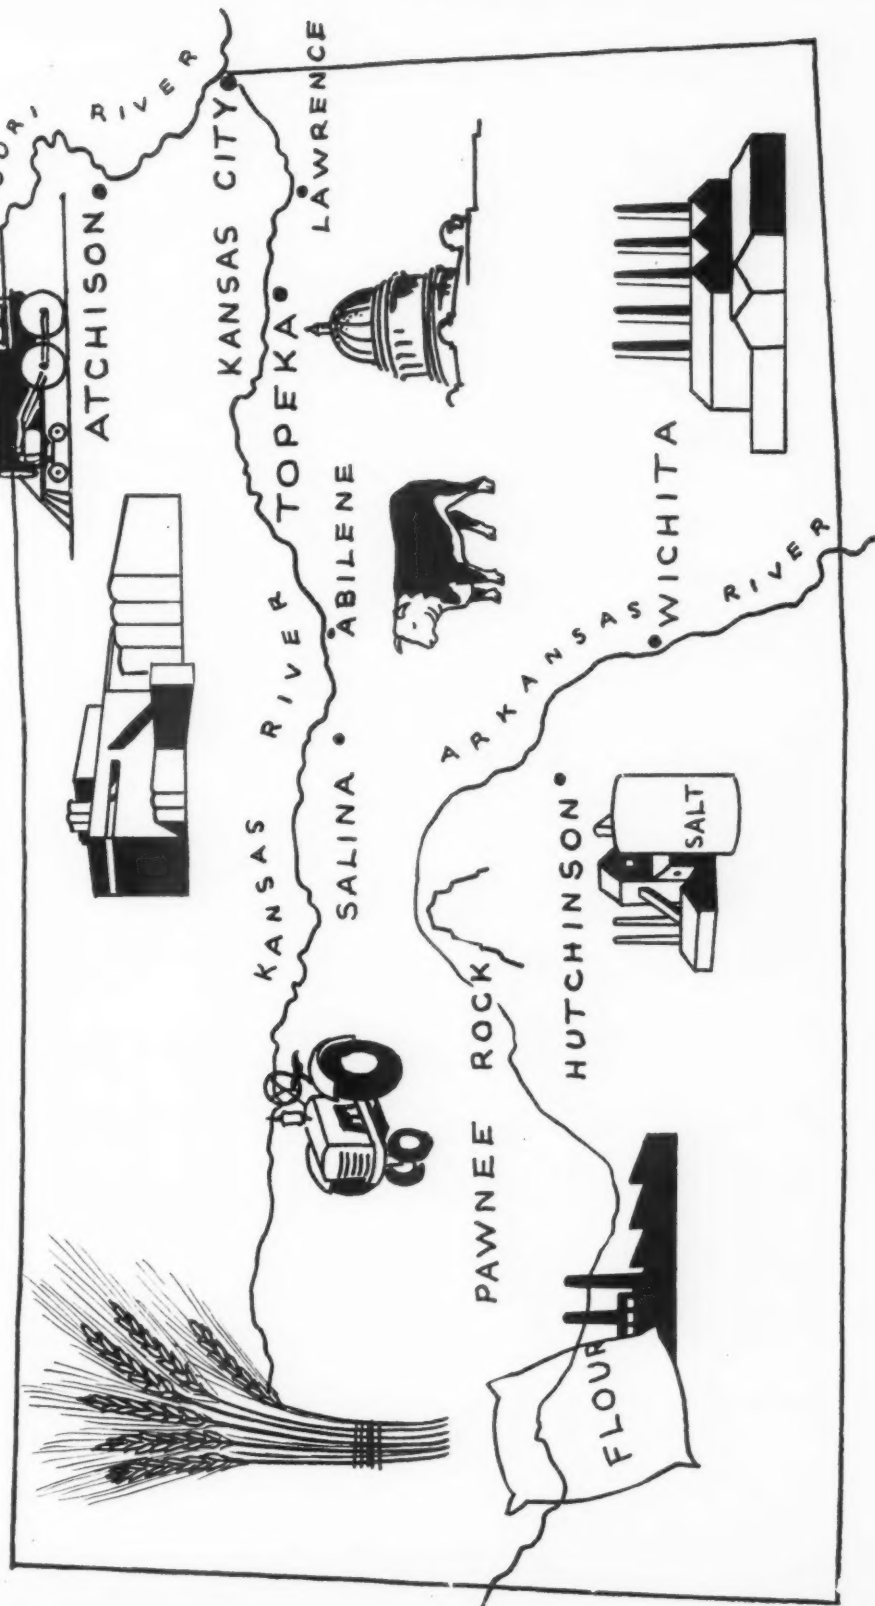 RIVER
ATCHISON
KANSAS CITY
LAWRENCE
TOPEKA
ABILENE
KANSAS RIVER
SALINA
ARKANSAS RIVER
WICHITA
PAWNEE ROCK
HUTCHINSON
SALT
FLOUR